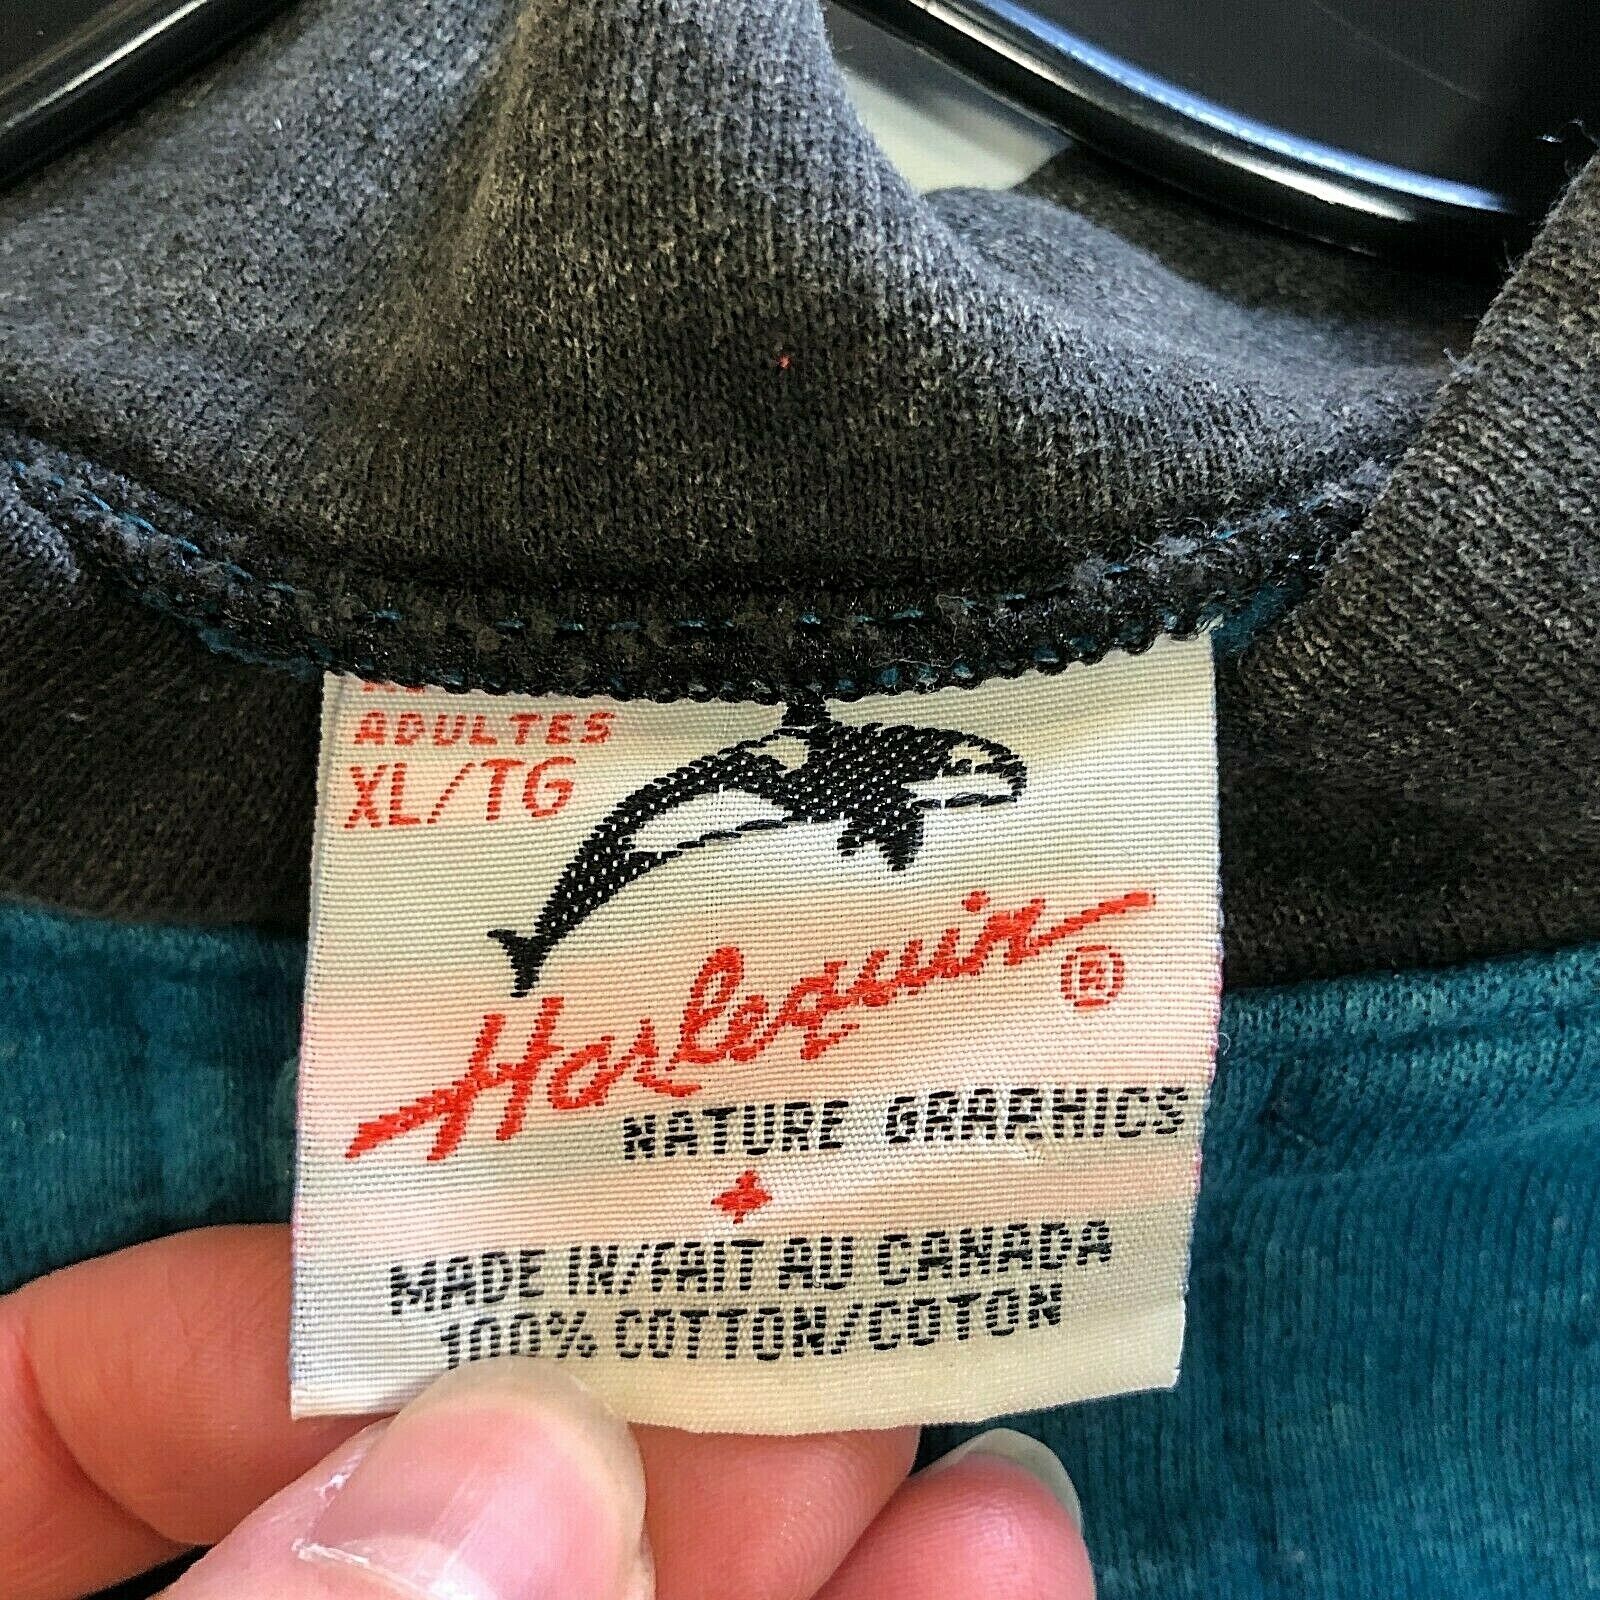 ADULTES
XL/TG
Harlequin ®
NATURE GRAPHICS
MADE IN/FAIT AU CANADA
100% COTTON/COTON